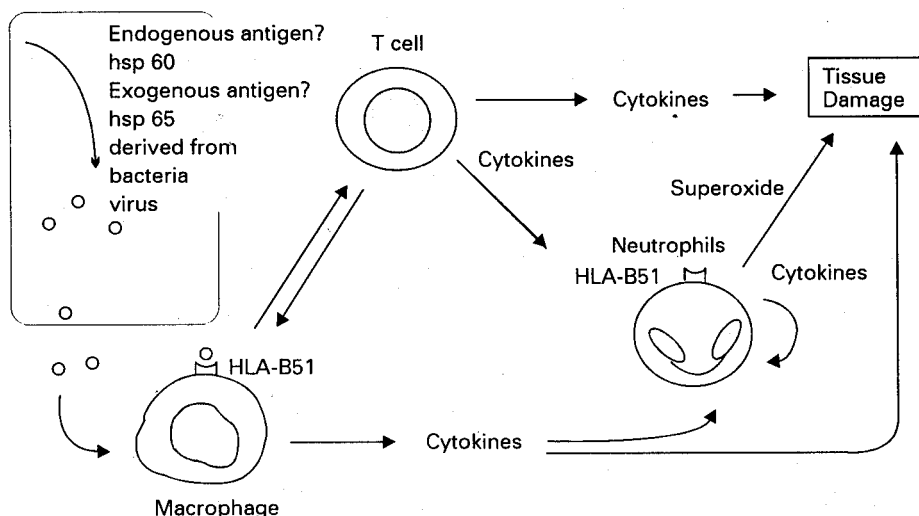 Endogenous antigen?
hsp 60
Exogenous antigen?
hsp 65
derived from
bacteria
virus
T cell
Cytokines
Tissue
Damage
Cytokines
Superoxide
Neutrophils
HLA-B51
Cytokines
HLA-B51
Cytokines
Macrophage